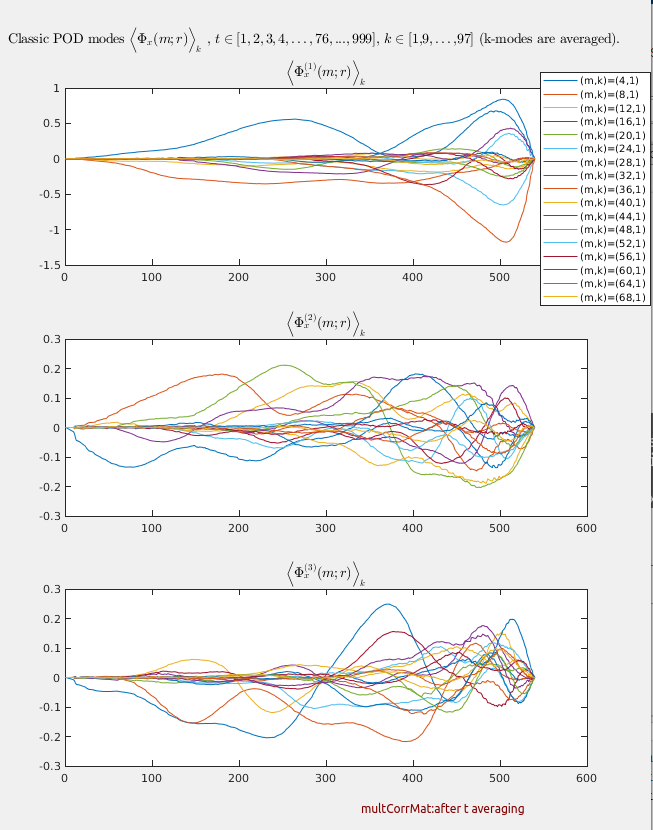 Classic POD modes ⟨Φₓ(m; r)⟩ₖ , t ∈ [1, 2, 3, 4, . . . , 76, ..., 999], k ∈ [1, 9, . . . , 97] (k-modes are averaged).
⟨Φₓ⁽¹⁾(m; r)⟩ₖ
1
0.5
0
-0.5
-1
-1.5
0 100 200 300 400 500
(m,k)=(4,1)
(m,k)=(8,1)
(m,k)=(12,1)
(m,k)=(16,1)
(m,k)=(20,1)
(m,k)=(24,1)
(m,k)=(28,1)
(m,k)=(32,1)
(m,k)=(36,1)
(m,k)=(40,1)
(m,k)=(44,1)
(m,k)=(48,1)
(m,k)=(52,1)
(m,k)=(56,1)
(m,k)=(60,1)
(m,k)=(64,1)
(m,k)=(68,1)
⟨Φₓ⁽²⁾(m; r)⟩ₖ
0.3
0.2
0.1
0
-0.1
-0.2
-0.3
0 100 200 300 400 500 600
⟨Φₓ⁽³⁾(m; r)⟩ₖ
0.3
0.2
0.1
0
-0.1
-0.2
-0.3
0 100 200 300 400 500 600
multCorrMat:after t averaging